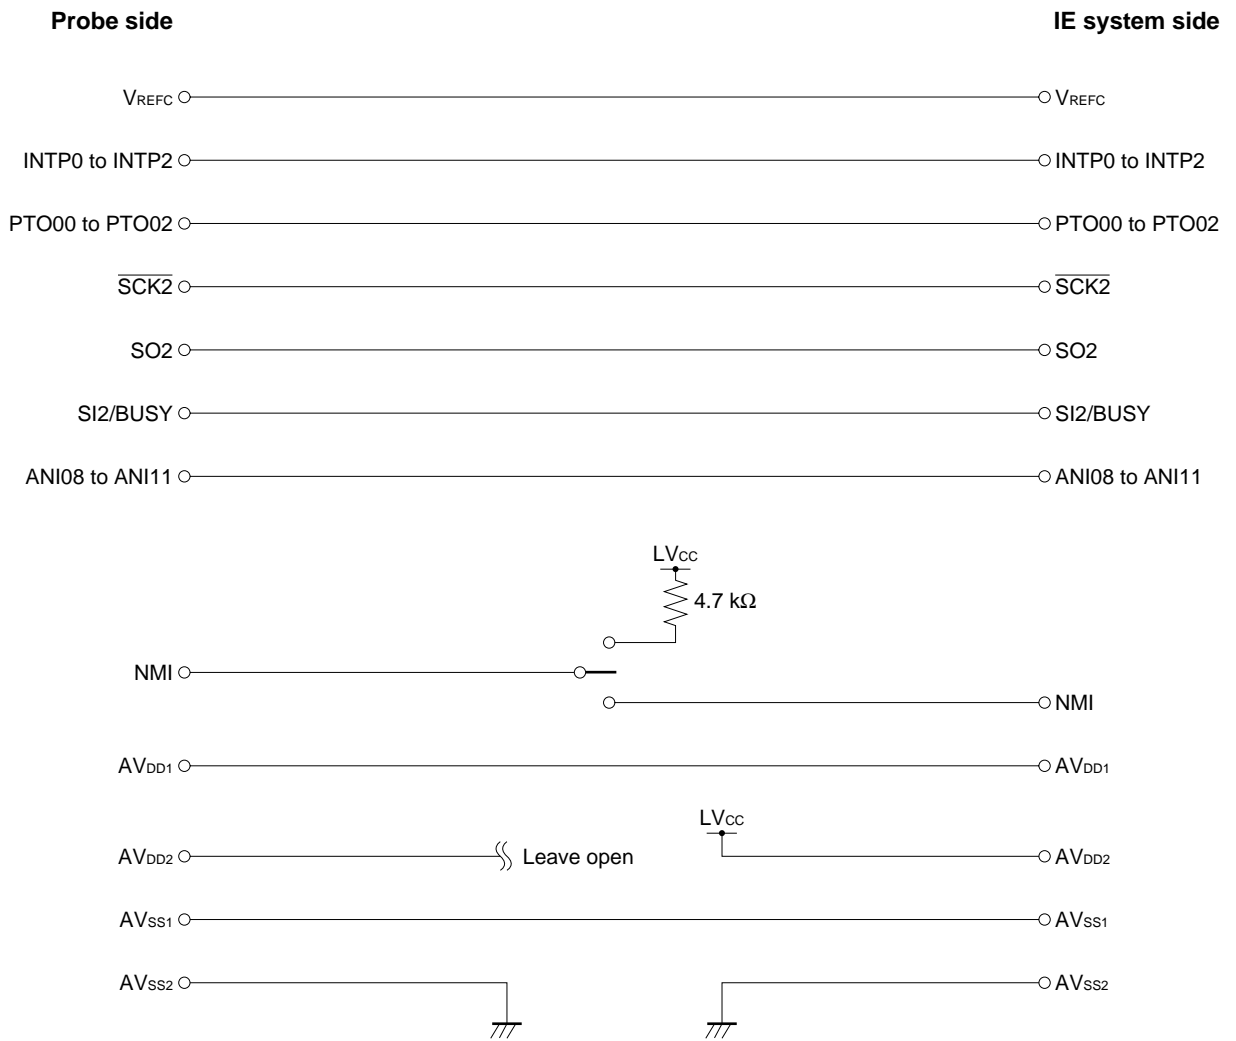 Probe side IE system side
VREFC VREFC
INTP0 to INTP2 INTP0 to INTP2
PTO00 to PTO02 PTO00 to PTO02
SCK2 SCK2
SO2 SO2
SI2/BUSY SI2/BUSY
ANI08 to ANI11 ANI08 to ANI11
LVCC
4.7 kΩ
NMI
NMI
AVDD1 AVDD1
LVCC
AVDD2 Leave open AVDD2
AVSS1 AVSS1
AVSS2 AVSS2